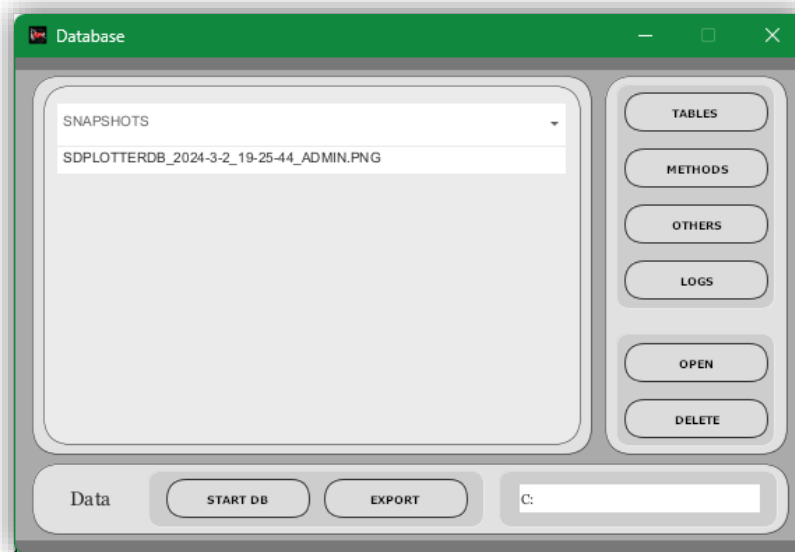 Database
SNAPSHOTS
SDPLOTTERDB_2024-3-2_19-25-44_ADMIN.PNG
TABLES
METHODS
OTHERS
LOGS
OPEN
DELETE
Data
START DB
EXPORT
C: